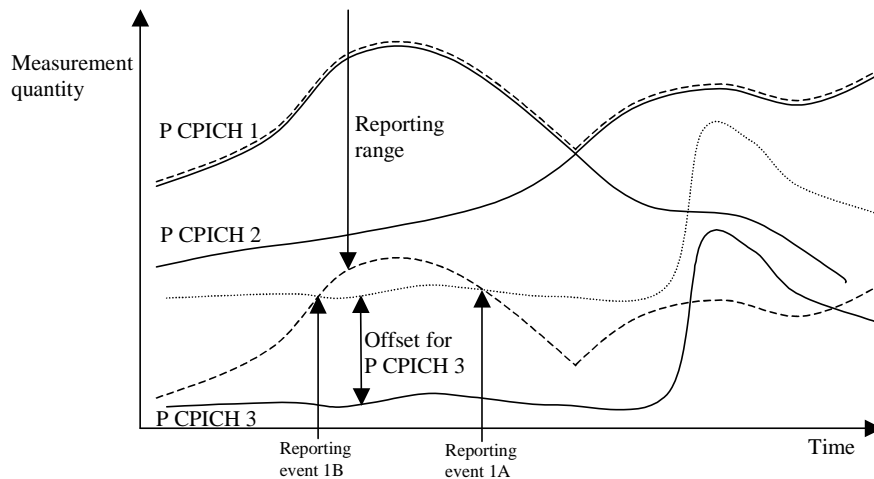 Measurement
quantity
P CPICH 1
Reporting
range
P CPICH 2
Offset for
P CPICH 3
P CPICH 3
Reporting
event 1B
Reporting
event 1A
Time